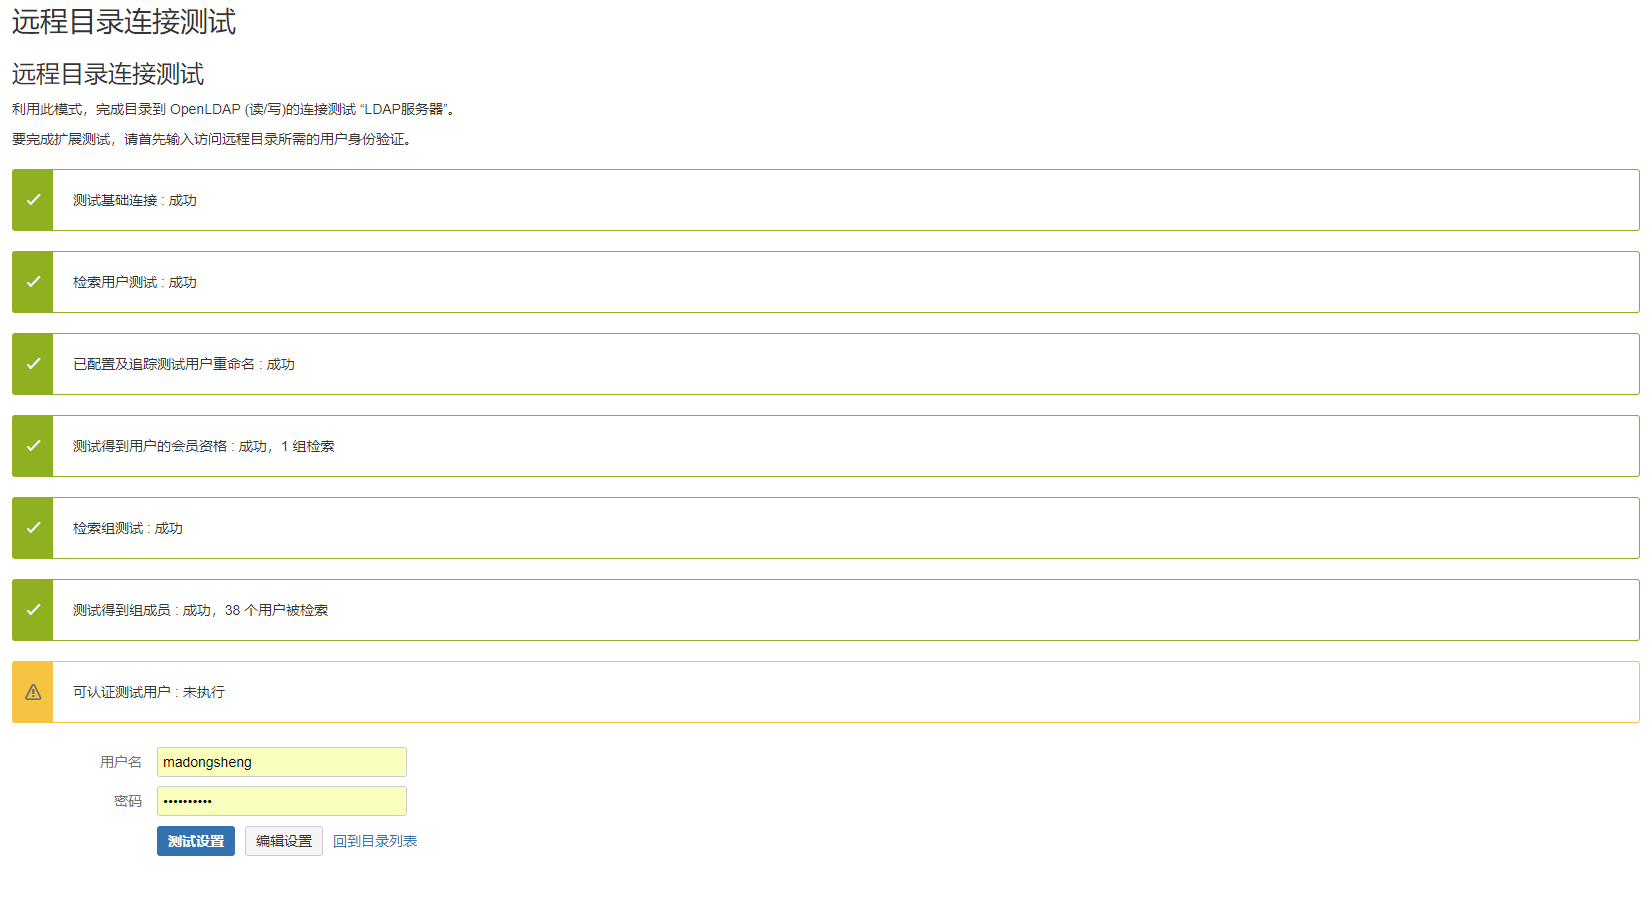 远程目录连接测试
远程目录连接测试
利用此模式，完成目录到 OpenLDAP (读/写)的连接测试 “LDAP服务器”。
要完成扩展测试，请首先输入访问远程目录所需的用户身份验证。
测试基础连接 : 成功
检索用户测试 : 成功
已配置及追踪测试用户重命名 : 成功
测试得到用户的会员资格 : 成功，1 组检索
检索组测试 : 成功
测试得到组成员 : 成功，38 个用户被检索
可认证测试用户 : 未执行
用户名 madongsheng
密码 ••••••••••
测试设置 编辑设置 回到目录列表